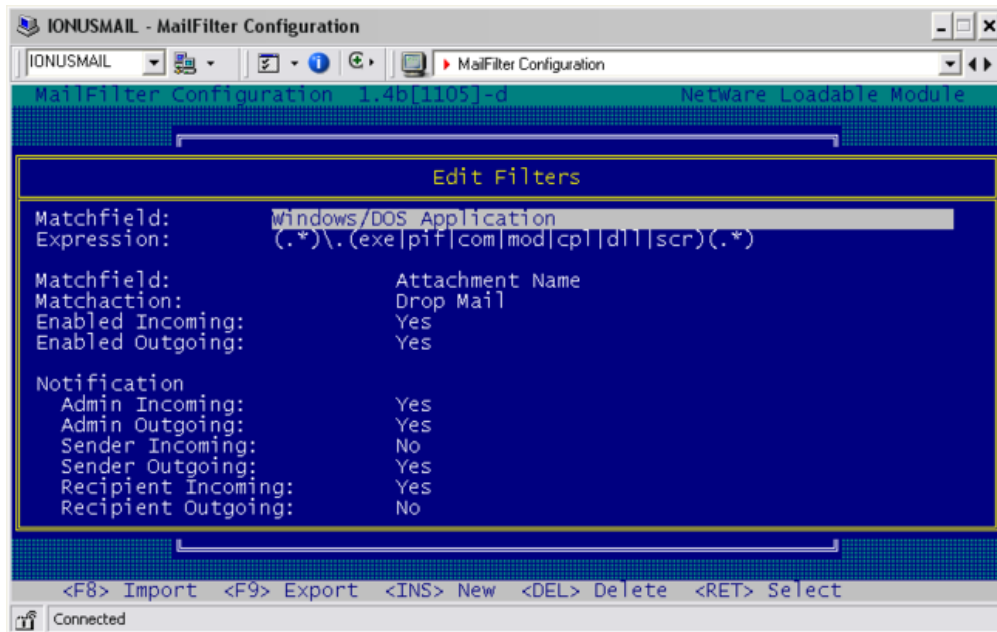 IONUSMAIL - MailFilter Configuration
IONUSMAIL
MailFilter Configuration
MailFilter Configuration 1.4b[1105]-d NetWare Loadable Module
Edit Filters
Matchfield: Windows/DOS Application
Expression: (.*)\.(exe|pif|com|mod|cpl|dll|scr)(.*)
Matchfield: Attachment Name
Matchaction: Drop Mail
Enabled Incoming: Yes
Enabled Outgoing: Yes
Notification
Admin Incoming: Yes
Admin Outgoing: Yes
Sender Incoming: No
Sender Outgoing: Yes
Recipient Incoming: Yes
Recipient Outgoing: No
<F8> Import <F9> Export <INS> New <DEL> Delete <RET> Select
Connected